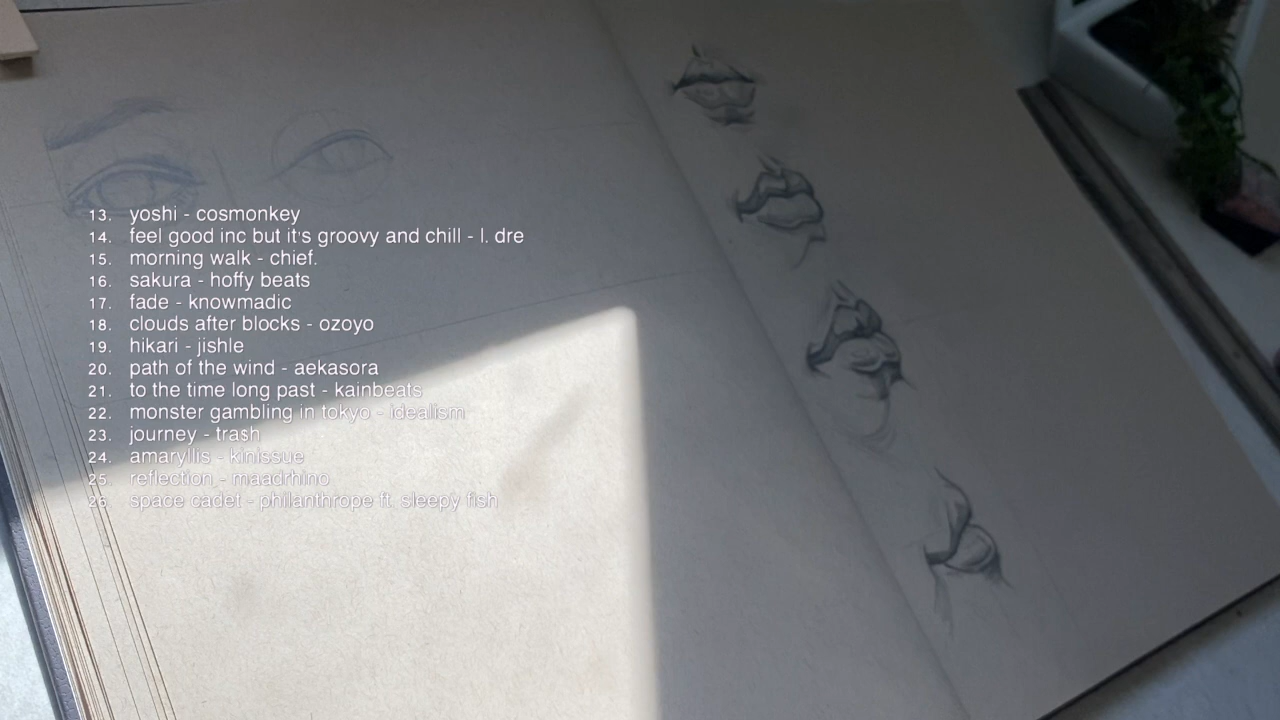 13. yoshi - cosmonkey
14. feel good inc but it's groovy and chill - l. dre
15. morning walk - chief.
16. sakura - hoffy beats
17. fade - knowmadic
18. clouds after blocks - ozoyo
19. hikari - jishle
20. path of the wind - aekasora
21. to the time long past - kainbeats
22. monster gambling in tokyo - idealism
23. journey - trash
24. amaryllis - kinissue
25. reflection - maadrhino
26. space cadet - philanthrope ft. sleepy fish